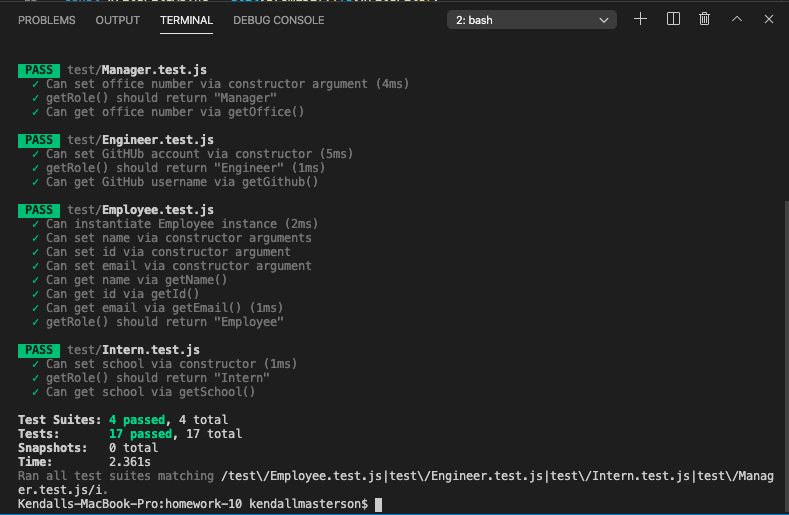 PROBLEMS OUTPUT TERMINAL DEBUG CONSOLE 2: bash
PASS test/Manager.test.js
✓ Can set office number via constructor argument (4ms)
✓ getRole() should return "Manager"
✓ Can get office number via getOffice()
PASS test/Engineer.test.js
✓ Can set GitHUb account via constructor (5ms)
✓ getRole() should return "Engineer" (1ms)
✓ Can get GitHub username via getGithub()
PASS test/Employee.test.js
✓ Can instantiate Employee instance (2ms)
✓ Can set name via constructor arguments
✓ Can set id via constructor argument
✓ Can set email via constructor argument
✓ Can get name via getName()
✓ Can get id via getId()
✓ Can get email via getEmail() (1ms)
✓ getRole() should return "Employee"
PASS test/Intern.test.js
✓ Can set school via constructor (1ms)
✓ getRole() should return "Intern"
✓ Can get school via getSchool()
Test Suites: 4 passed, 4 total
Tests: 17 passed, 17 total
Snapshots: 0 total
Time: 2.361s
Ran all test suites matching /test\/Employee.test.js|test\/Engineer.test.js|test\/Intern.test.js|test\/Manag
er.test.js/i.
Kendalls-MacBook-Pro:homework-10 kendallmasterson$